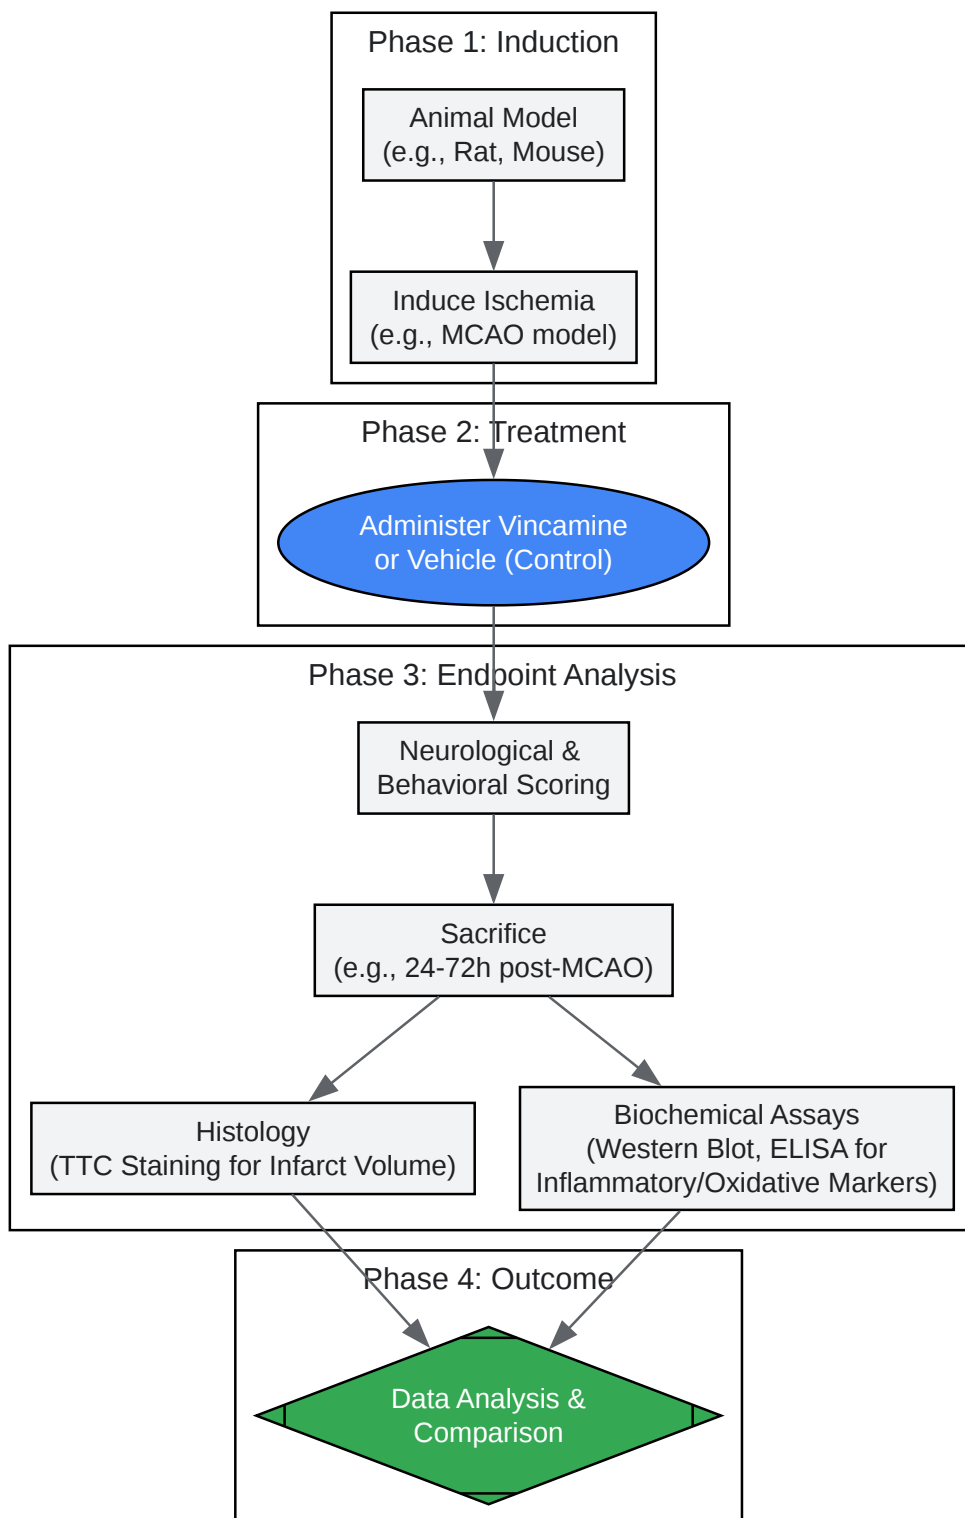 Phase 1: Induction
Animal Model
(e.g., Rat, Mouse)
Induce Ischemia
(e.g., MCAO model)
Phase 2: Treatment
Administer Vincamine
or Vehicle (Control)
Phase 3: Endpoint Analysis
Neurological &
Behavioral Scoring
Sacrifice
(e.g., 24-72h post-MCAO)
Histology
(TTC Staining for Infarct Volume)
Biochemical Assays
(Western Blot, ELISA for
Inflammatory/Oxidative Markers)
Phase 4: Outcome
Data Analysis &
Comparison